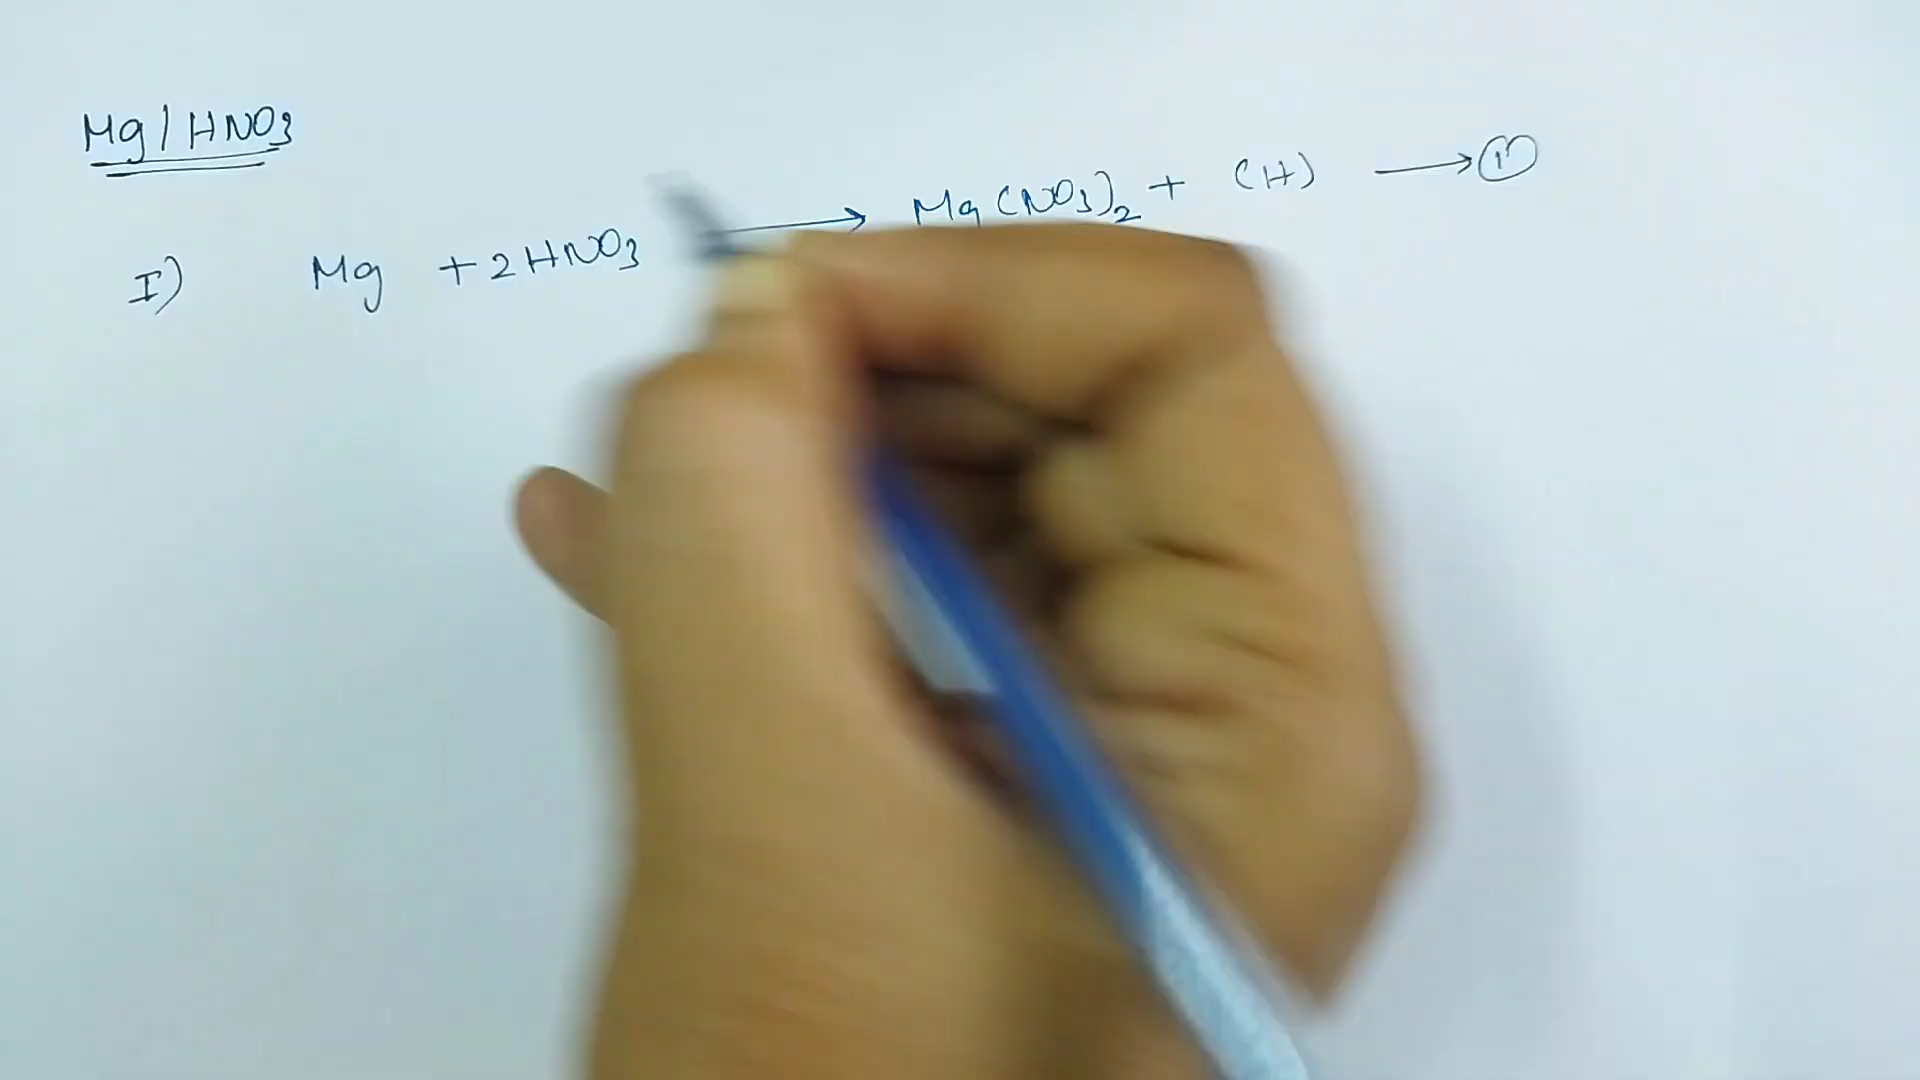 Mg/HNO3
I) Mg + 2HNO3 → Mg(NO3)2 + (H) → 1